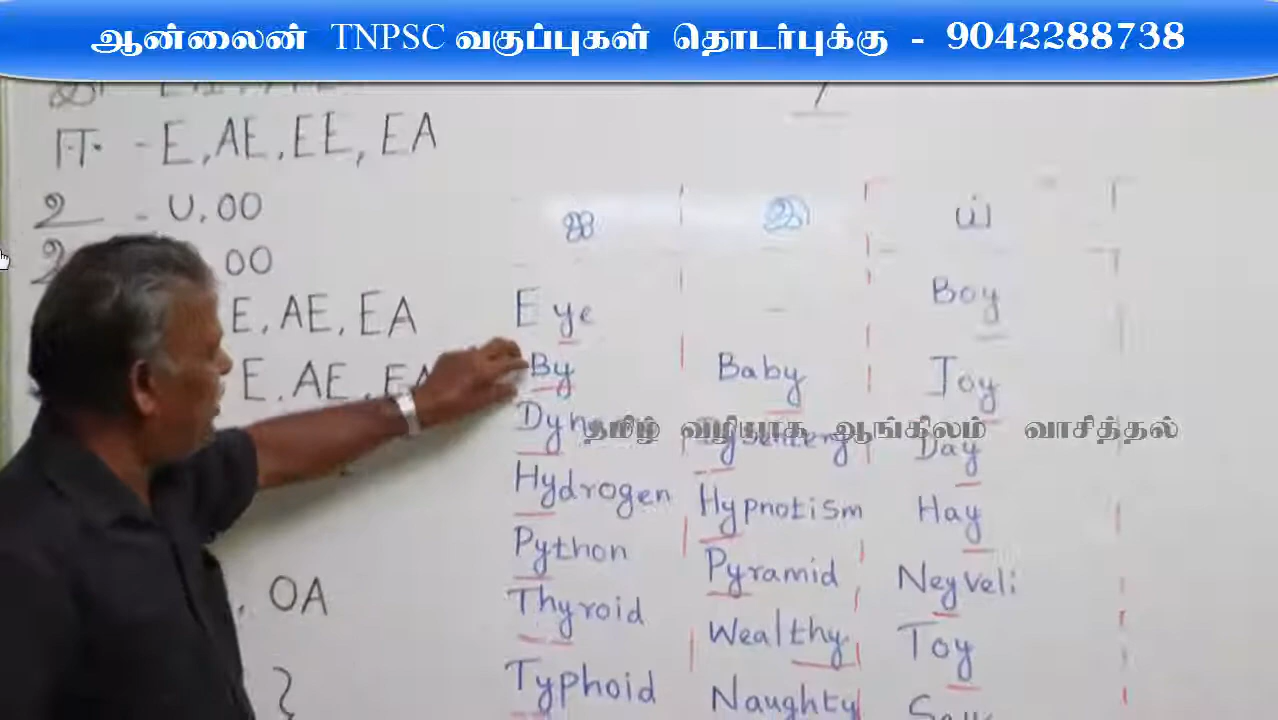 ஆன்லைன் TNPSC வகுப்புகள் தொடர்புக்கு - 9042288738
ஈ - E, AE, EE, EA
உ - U, OO
OO
E, AE, EA
E, AE, EA
OA
}
ஐ இ ய்
Eye - Boy
By Baby Joy
Day
தமிழ் வழியாக ஆங்கிலம் வாசித்தல்
Hydrogen Hypnotism Hay
Python Pyramid Neyveli
Thyroid Wealthy Toy
Typhoid Naughty